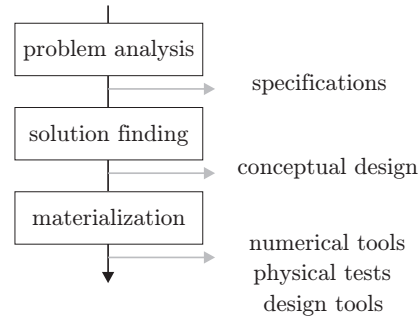 problem analysis
specifications
solution finding
conceptual design
materialization
numerical tools
physical tests
design tools